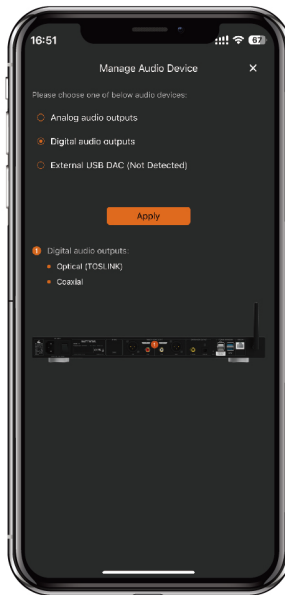 16:51
67
Manage Audio Device
Please choose one of below audio devices:
Analog audio outputs
Digital audio outputs
External USB DAC (Not Detected)
Apply
Digital audio outputs:
Optical (TOSLINK)
Coaxial